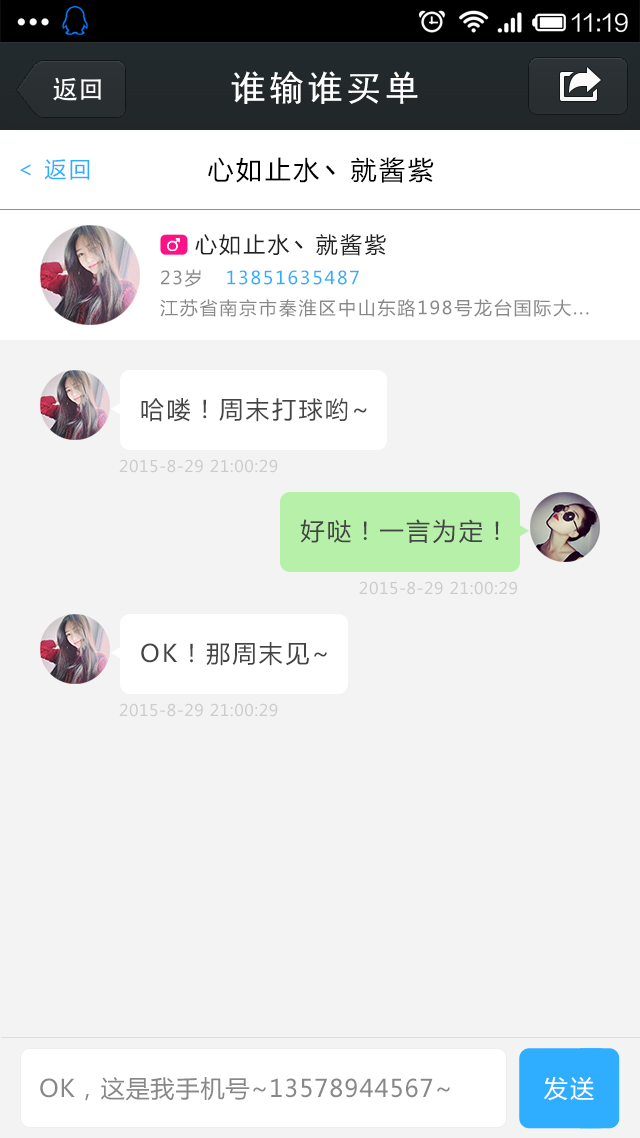 11:19
返回
谁输谁买单
< 返回
心如止水丶就酱紫
心如止水丶就酱紫
23岁 13851635487
江苏省南京市秦淮区中山东路198号龙台国际大...
哈喽！周末打球哟~
2015-8-29 21:00:29
好哒！一言为定！
2015-8-29 21:00:29
OK！那周末见~
2015-8-29 21:00:29
OK，这是我手机号~13578944567~
发送